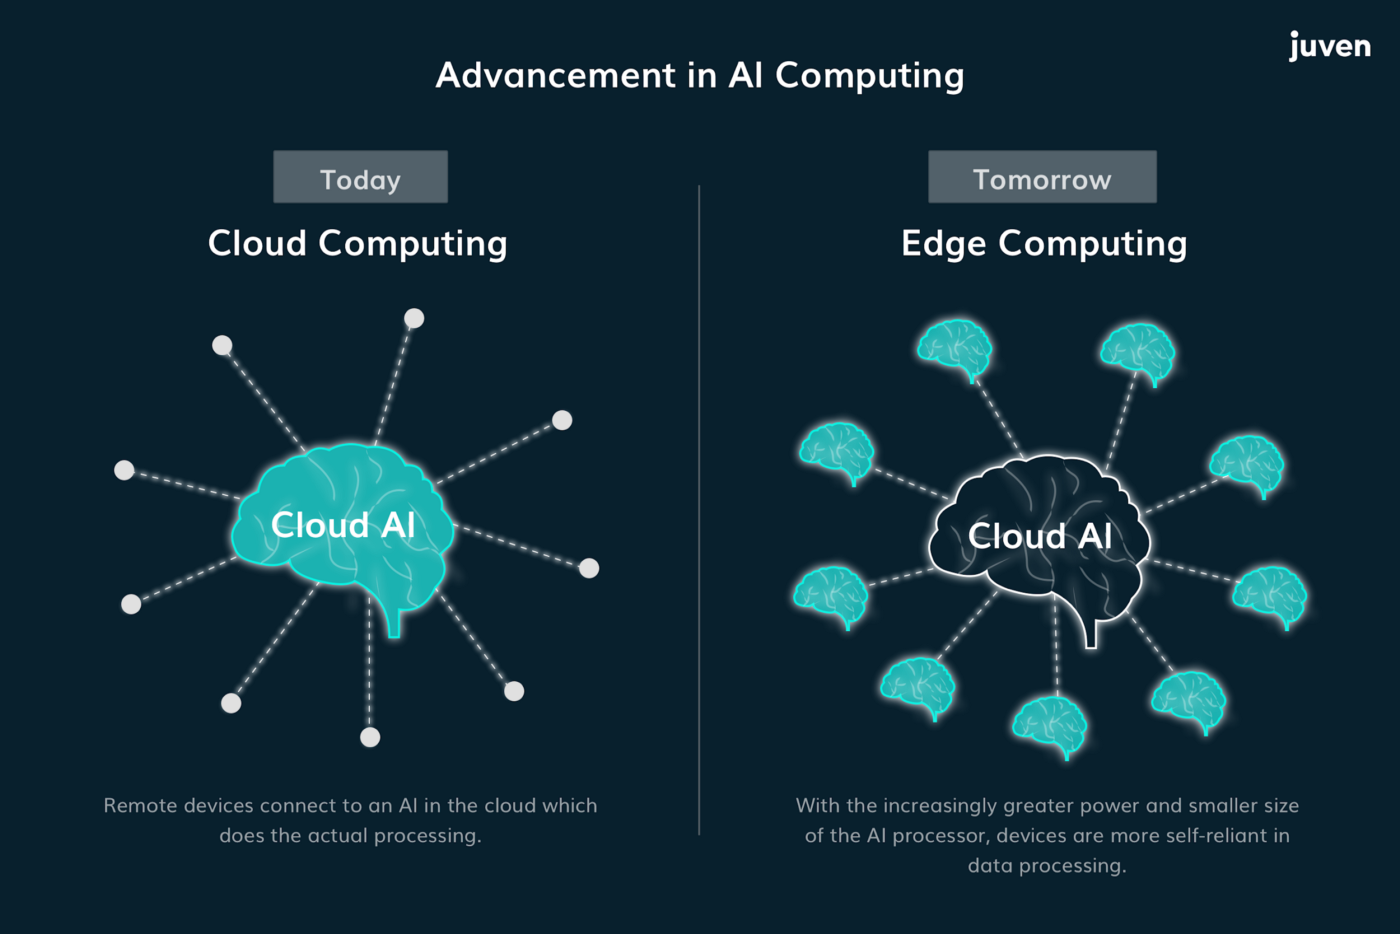 juven
Advancement in AI Computing
Today
Cloud Computing
Cloud AI
Remote devices connect to an AI in the cloud which
does the actual processing.
Tomorrow
Edge Computing
Cloud AI
With the increasingly greater power and smaller size
of the AI processor, devices are more self-reliant in
data processing.